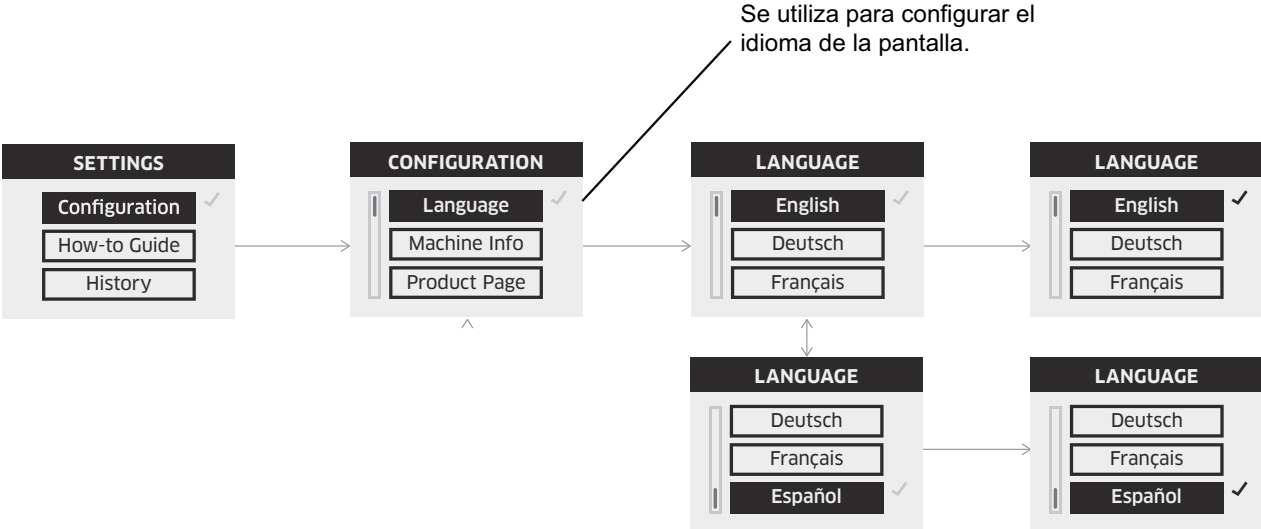 Se utiliza para configurar el
idioma de la pantalla.
SETTINGS
Configuration
How-to Guide
History
CONFIGURATION
Language
Machine Info
Product Page
LANGUAGE
English
Deutsch
Français
LANGUAGE
English
Deutsch
Français
LANGUAGE
Deutsch
Français
Español
LANGUAGE
Deutsch
Français
Español